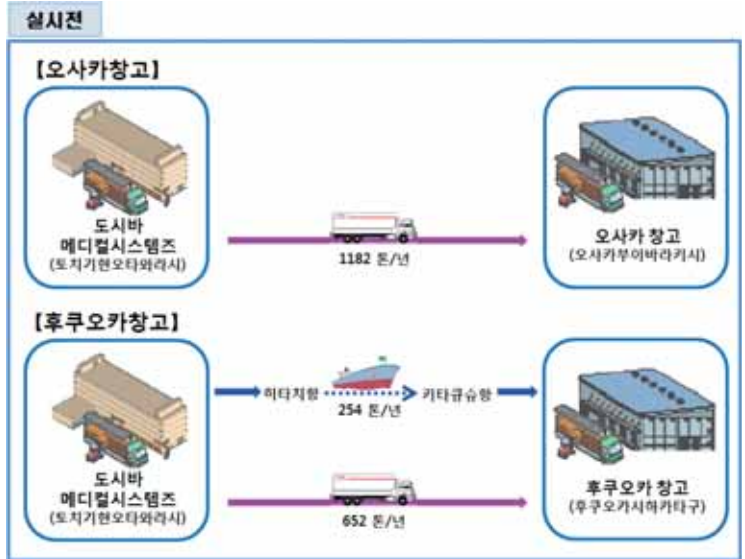 실시전
【오사카창고】
도시바
메디컬시스템즈
(토치기현오타와라시)
1182 톤/년
오사카 창고
(오사카부이바라키시)
【후쿠오카창고】
도시바
메디컬시스템즈
(토치기현오타와라시)
히타치항
254 톤/년
키타큐슈항
652 톤/년
후쿠오카 창고
(후쿠오카시하카타구)